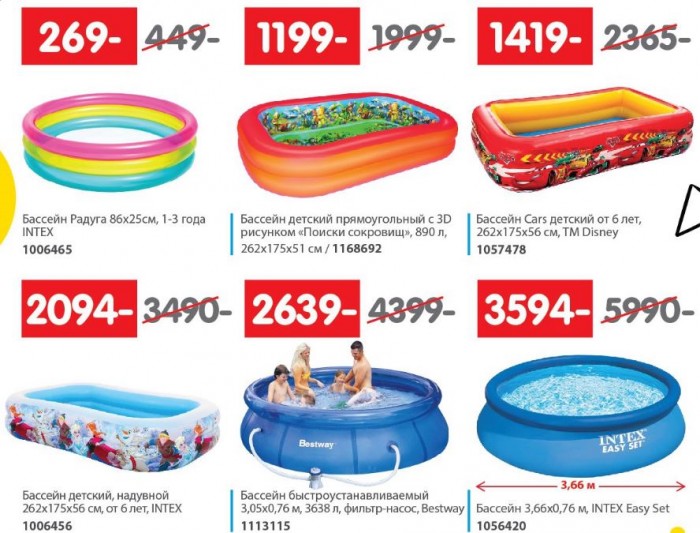 269- 449-
1199- 1999-
1419- 2365-
Бассейн Радуга 86х25см, 1-3 года
INTEX
1006465
Бассейн детский прямоугольный с 3D
рисунком «Поиски сокровищ», 890 л,
262х175х51 см / 1168692
Бассейн Cars детский от 6 лет,
262х175х56 см, TM Disney
1057478
2094- 3490-
2639- 4399-
3594- 5990-
Bestway
INTEX
EASY SET
3,66 м
Бассейн детский, надувной
262х175х56 см, от 6 лет, INTEX
1006456
Бассейн быстроустанавливаемый
3,05х0,76 м, 3638 л, фильтр-насос, Bestway
1113115
Бассейн 3,66х0,76 м, INTEX Easy Set
1056420